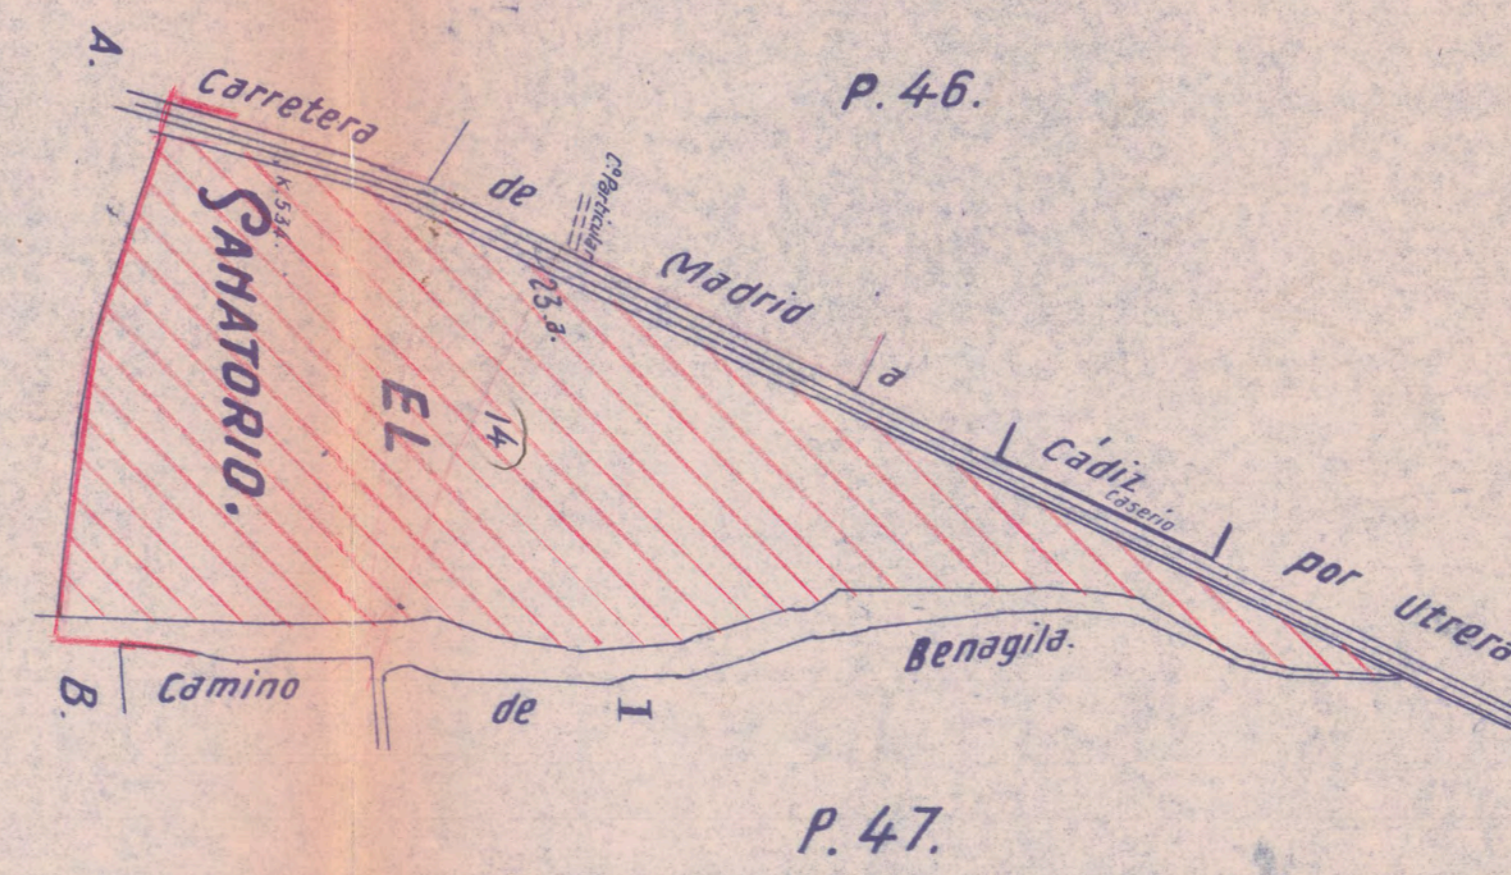 A.
P. 46.
Carretera de Madrid a Cádiz por Utrera
Cº Particular
K. 534.
23.a.
SANATORIO.
EL
14
Caserío
Camino de Benagila.
I
B.
P. 47.